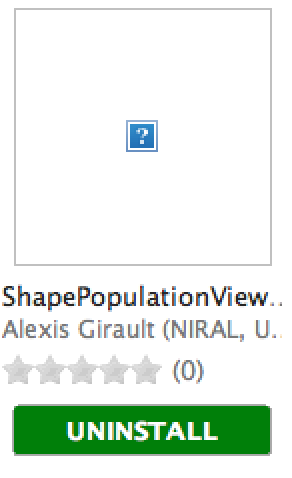 ?
ShapePopulationView..
Alexis Girault (NIRAL, U..
(0)
UNINSTALL